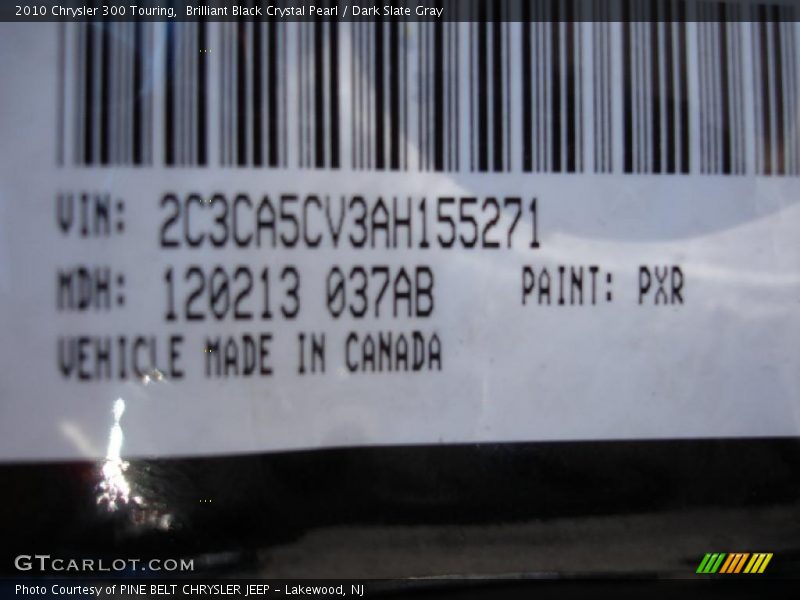 2010 Chrysler 300 Touring,  Brilliant Black Crystal Pearl / Dark Slate Gray
VIN: 2C3CA5CV3AH155271
MDH: 120213 037AB PAINT: PXR
VEHICLE MADE IN CANADA
GTCARLOT.COM
Photo Courtesy of PINE BELT CHRYSLER JEEP - Lakewood, NJ